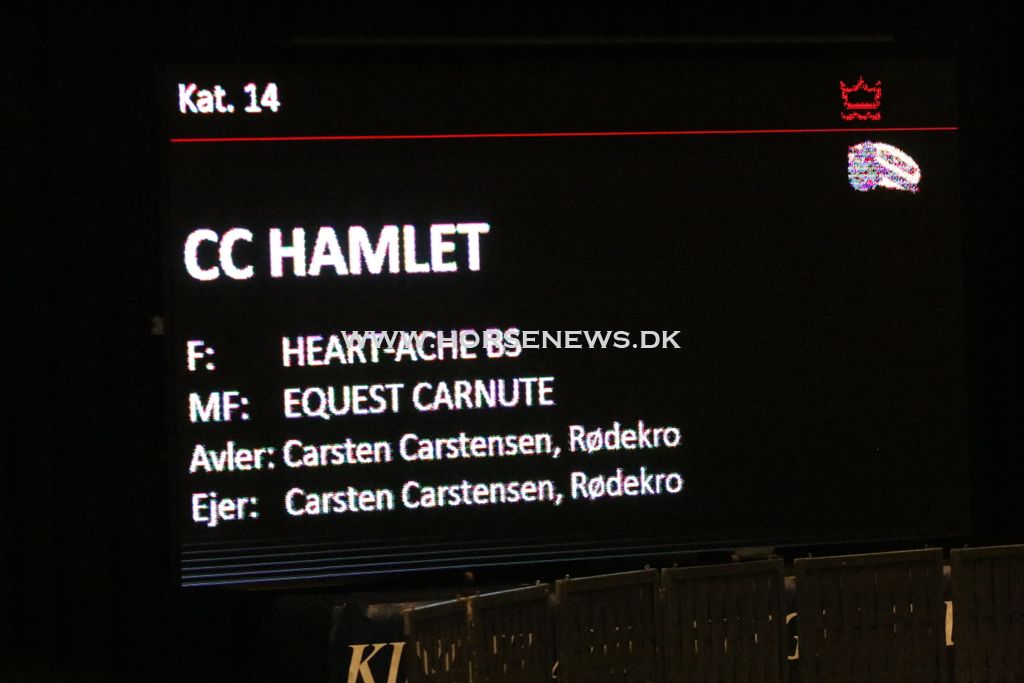 Kat. 14
CC HAMLET
F: HEART-ACHE BS
WWW.HORSENEWS.DK
MF: EQUEST CARNUTE
Avler: Carsten Carstensen, Rødekro
Ejer: Carsten Carstensen, Rødekro